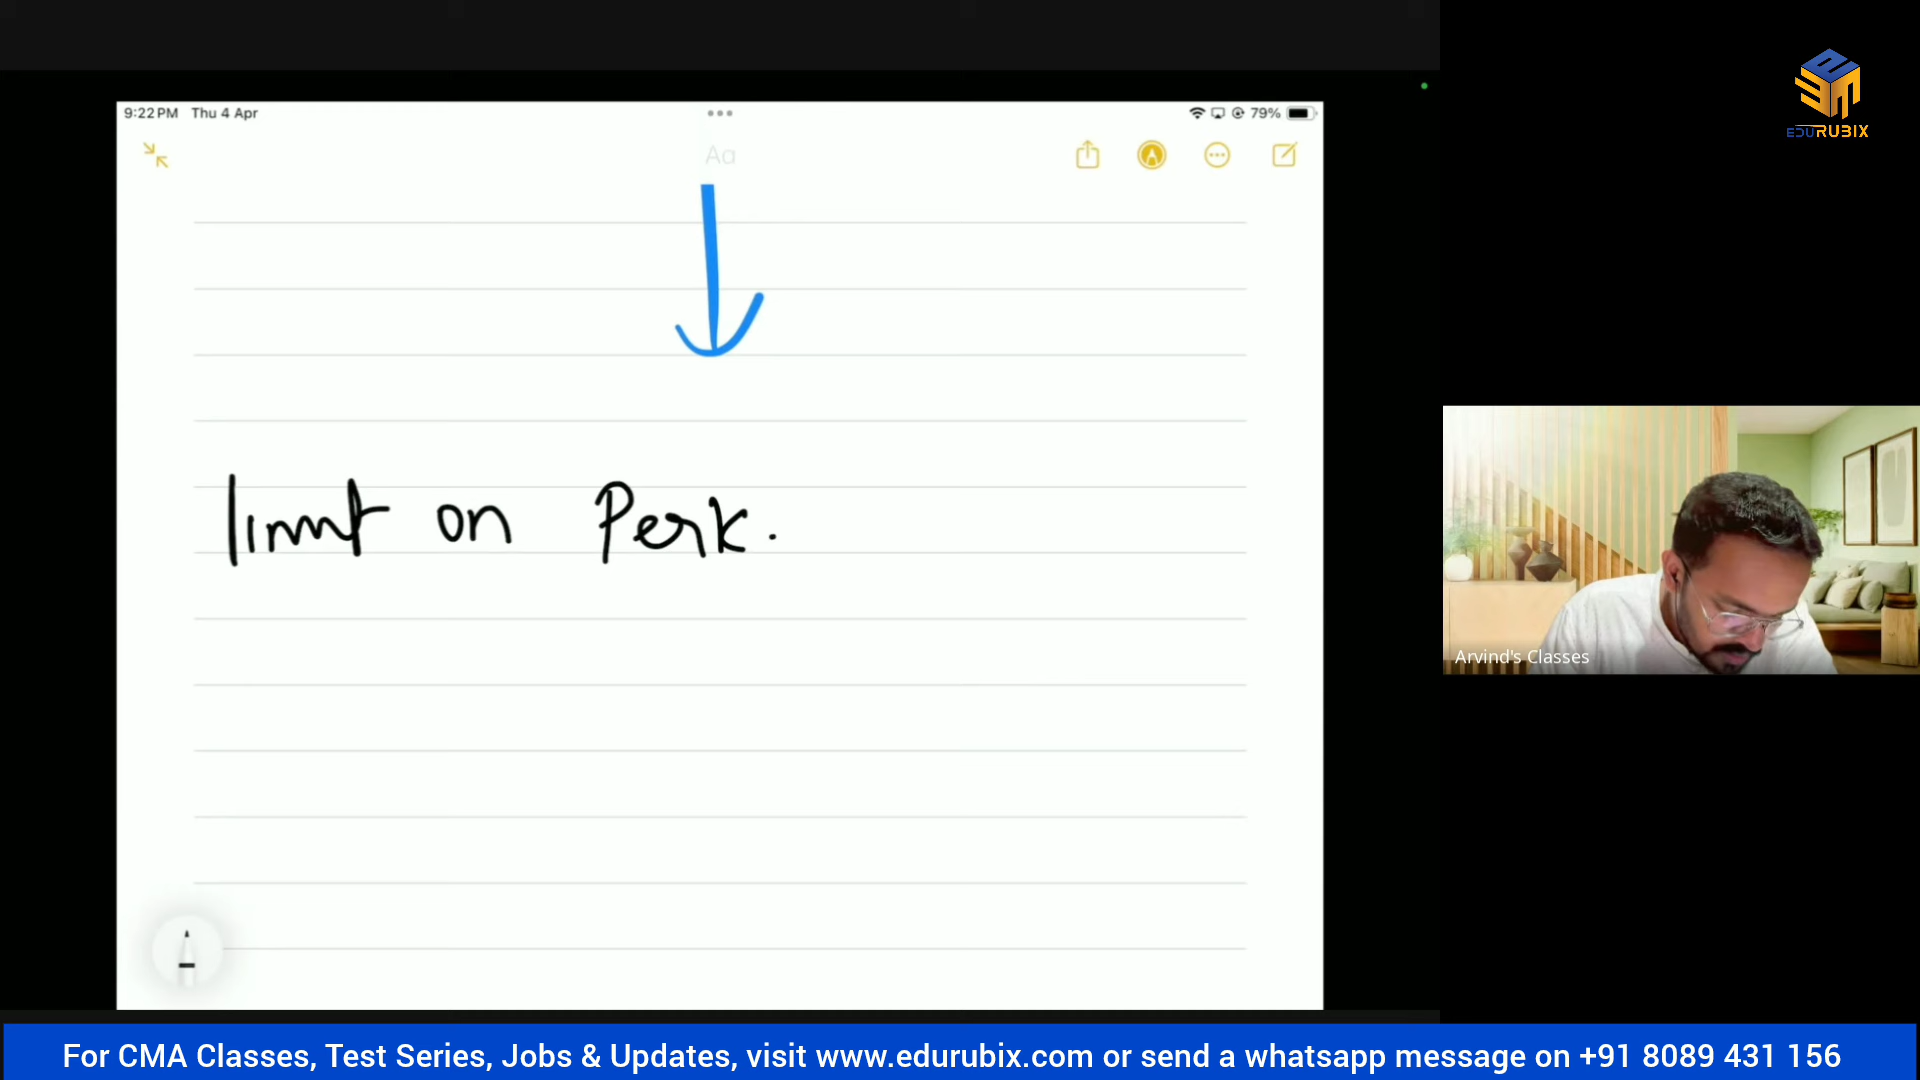 9:22 PM Thu 4 Apr
79%
Aa
EDURUBIX
limit on Perk.
Arvind's Classes
For CMA Classes, Test Series, Jobs & Updates, visit www.edurubix.com or send a whatsapp message on +91 8089 431 156